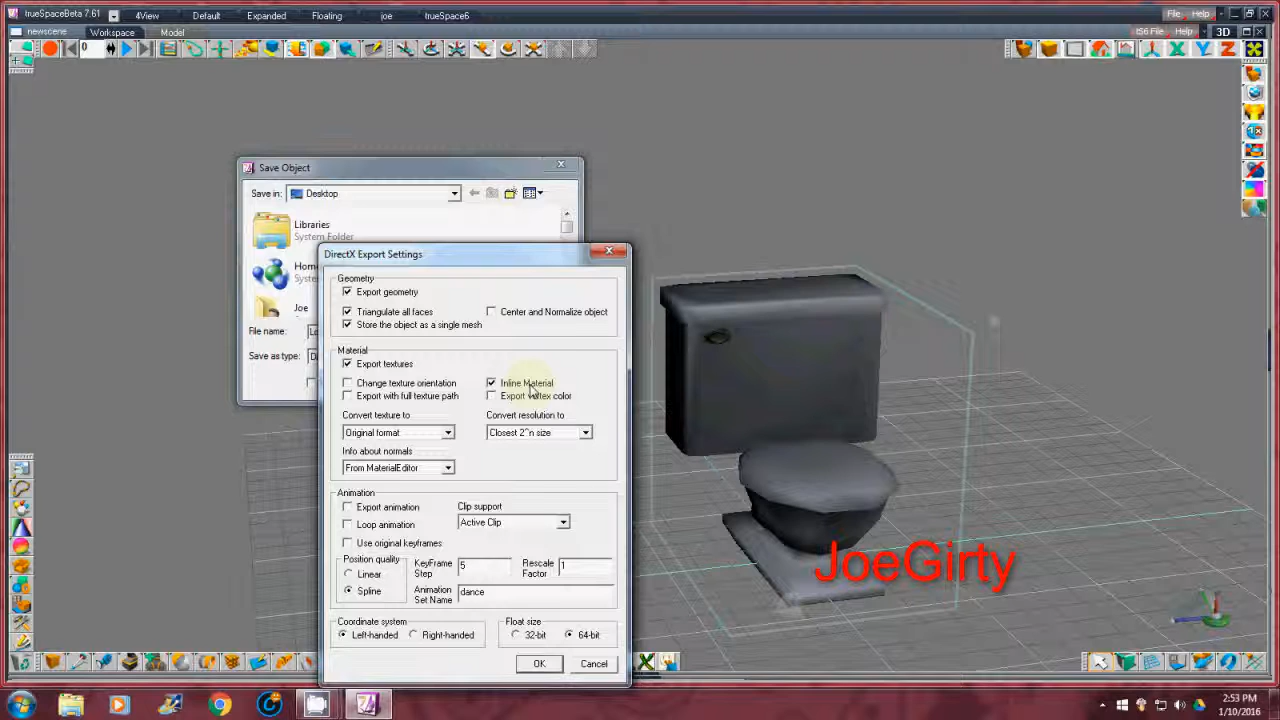 trueSpaceBeta 7.61
4View
Default
Expanded
Floating
joe
trueSpace6
File
Help
newscene
Workspace
Model
tS6 File
Help
3D
0
Save Object
Save in:
Desktop
Libraries
System Folder
Joe
File name:
Save as type:
DirectX Export Settings
Geometry
Export geometry
Triangulate all faces
Center and Normalize object
Store the object as a single mesh
Material
Export textures
Change texture orientation
Inline Material
Export with full texture path
Export vertex color
Convert texture to
Convert resolution to
Original format
Closest 2^n size
Info about normals
From MaterialEditor
Animation
Export animation
Clip support
Loop animation
Active Clip
Use original keyframes
Position quality
KeyFrame Step
5
Rescale Factor
1
Linear
Spline
Animation Set Name
dance
Coordinate system
Float size
Left-handed
Right-handed
32-bit
64-bit
OK
Cancel
JoeGirty
2:53 PM
1/10/2016